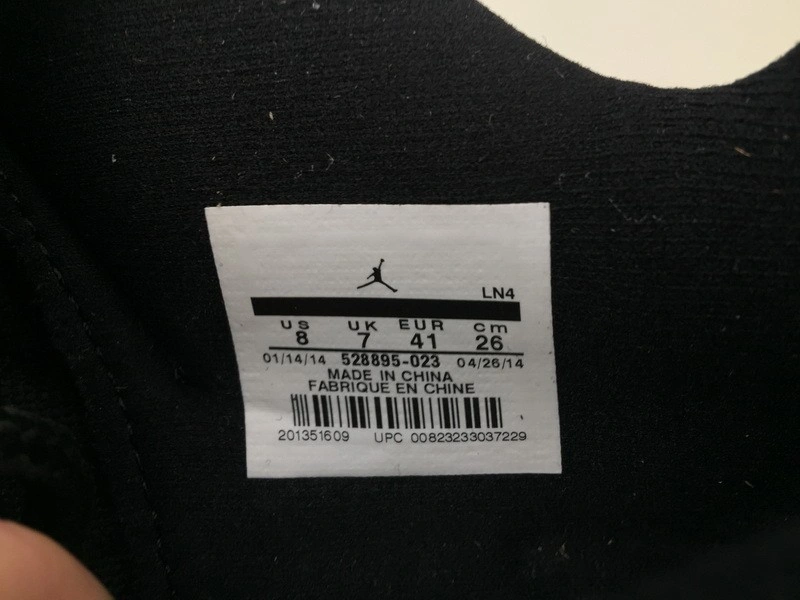 LN4
US UK EUR cm
8 7 41 26
01/14/14 528895-023 04/26/14
MADE IN CHINA
FABRIQUE EN CHINE
201351609 UPC 00823233037229